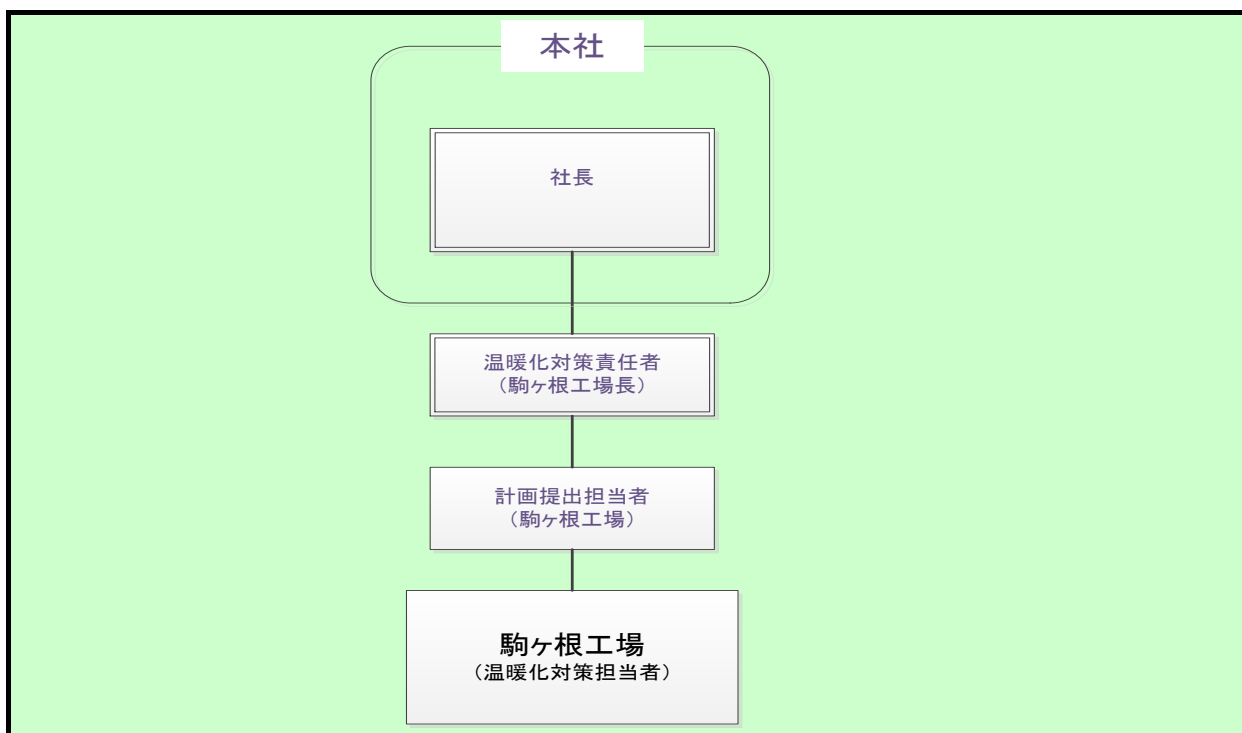 本社
社長
温暖化対策責任者
（駒ヶ根工場長）
計画提出担当者
（駒ヶ根工場）
駒ヶ根工場
（温暖化対策担当者）